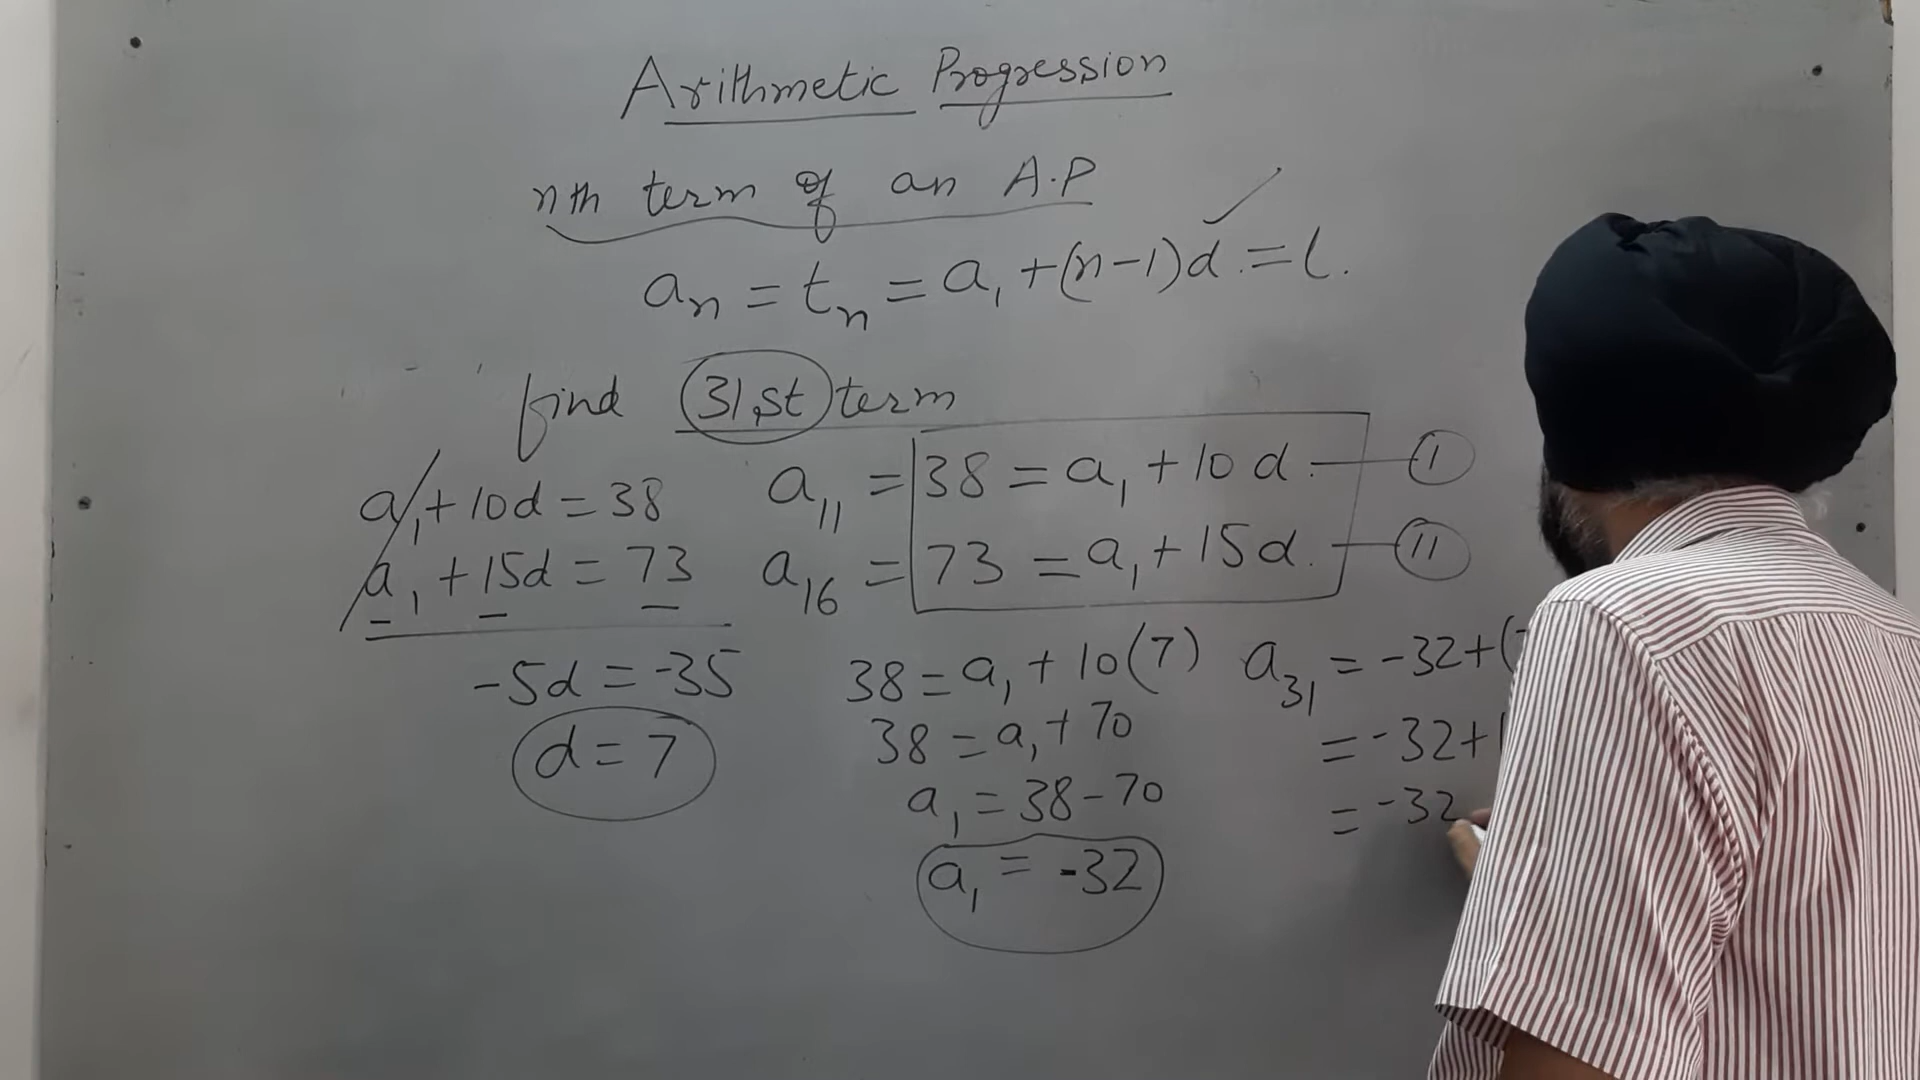 Arithmetic Progression
nth term of an A.P
aₙ = tₙ = a₁ + (n-1)d = l.
find 31st term
a₁ + 10d = 38
a₁ + 15d = 73
-5d = -35
d = 7
a₁₁ = 38 = a₁ + 10d. — I
a₁₆ = 73 = a₁ + 15d. — II
38 = a₁ + 10(7)
38 = a₁ + 70
a₁ = 38 - 70
a₁ = -32
a₃₁ = -32 + (
= -32 +
= -32